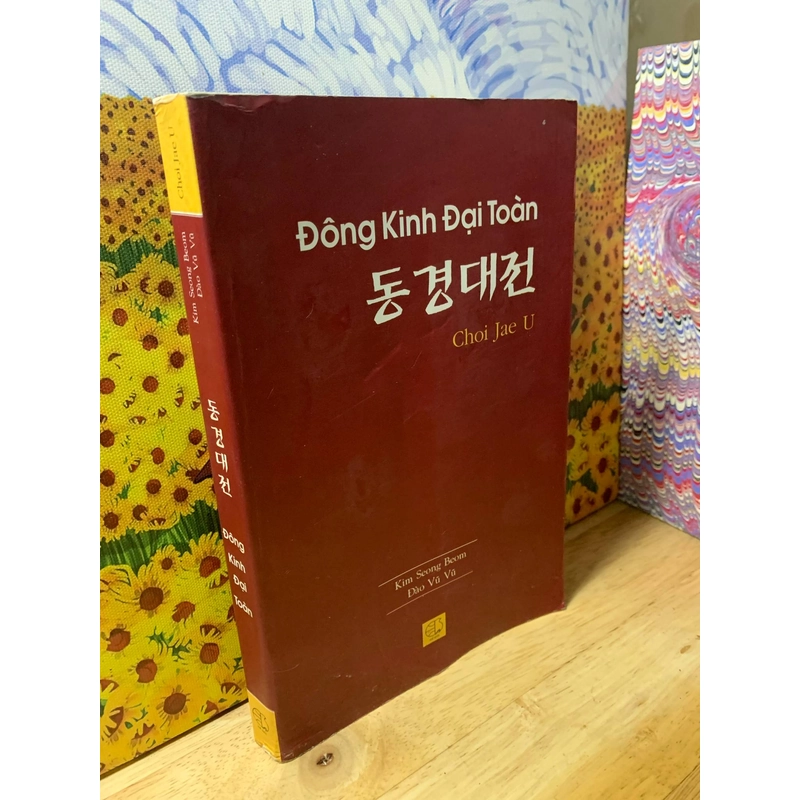 Đông Kinh Đại Toàn
동경대전
Choi Jae U
Kim Seong Beom
Đào Vũ Vũ
Choi Jae U
Kim Seong Beom
Đào Vũ Vũ
동경대전
Đông
Kinh
Đại
Toàn